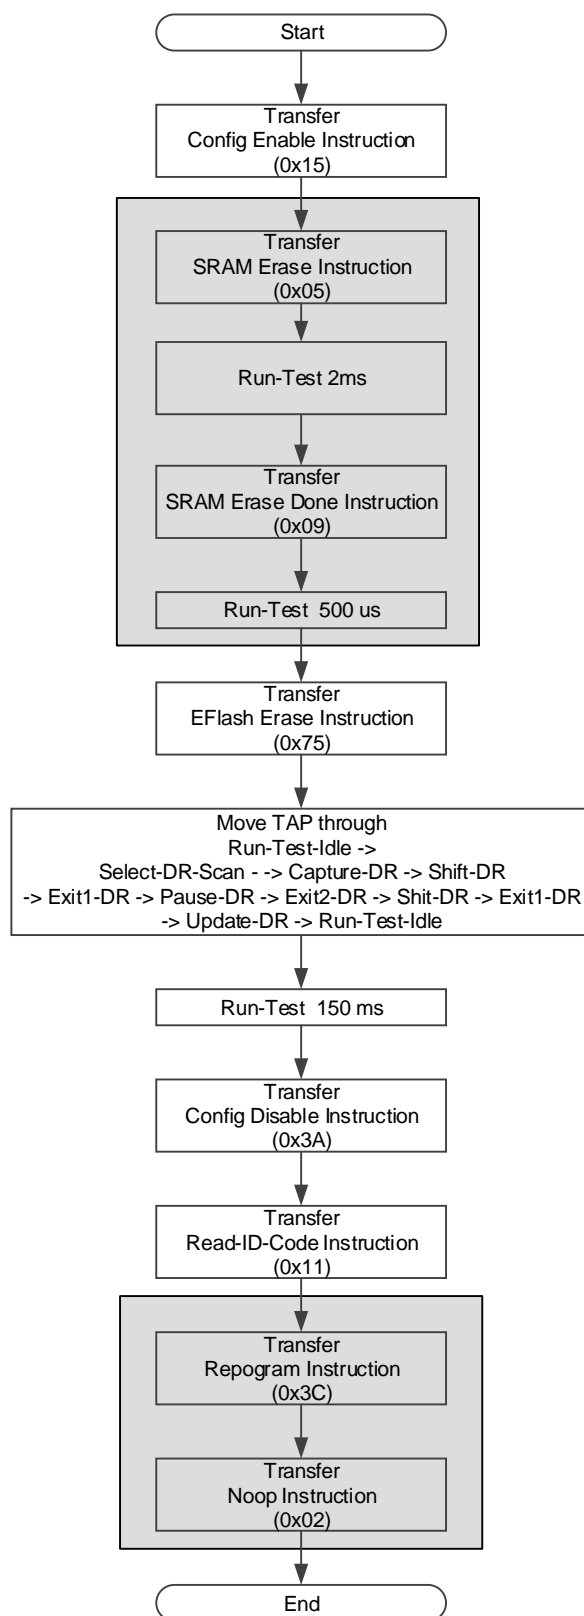 Start
Transfer
Config Enable Instruction
(0x15)
Transfer
SRAM Erase Instruction
(0x05)
Run-Test 2ms
Transfer
SRAM Erase Done Instruction
(0x09)
Run-Test  500 us
Transfer
EFlash Erase Instruction
(0x75)
Move TAP through
Run-Test-Idle ->
Select-DR-Scan - -> Capture-DR -> Shift-DR
-> Exit1-DR -> Pause-DR -> Exit2-DR -> Shit-DR -> Exit1-DR
-> Update-DR -> Run-Test-Idle
Run-Test  150 ms
Transfer
Config Disable Instruction
(0x3A)
Transfer
Read-ID-Code Instruction
(0x11)
Transfer
Repogram Instruction
(0x3C)
Transfer
Noop Instruction
(0x02)
End